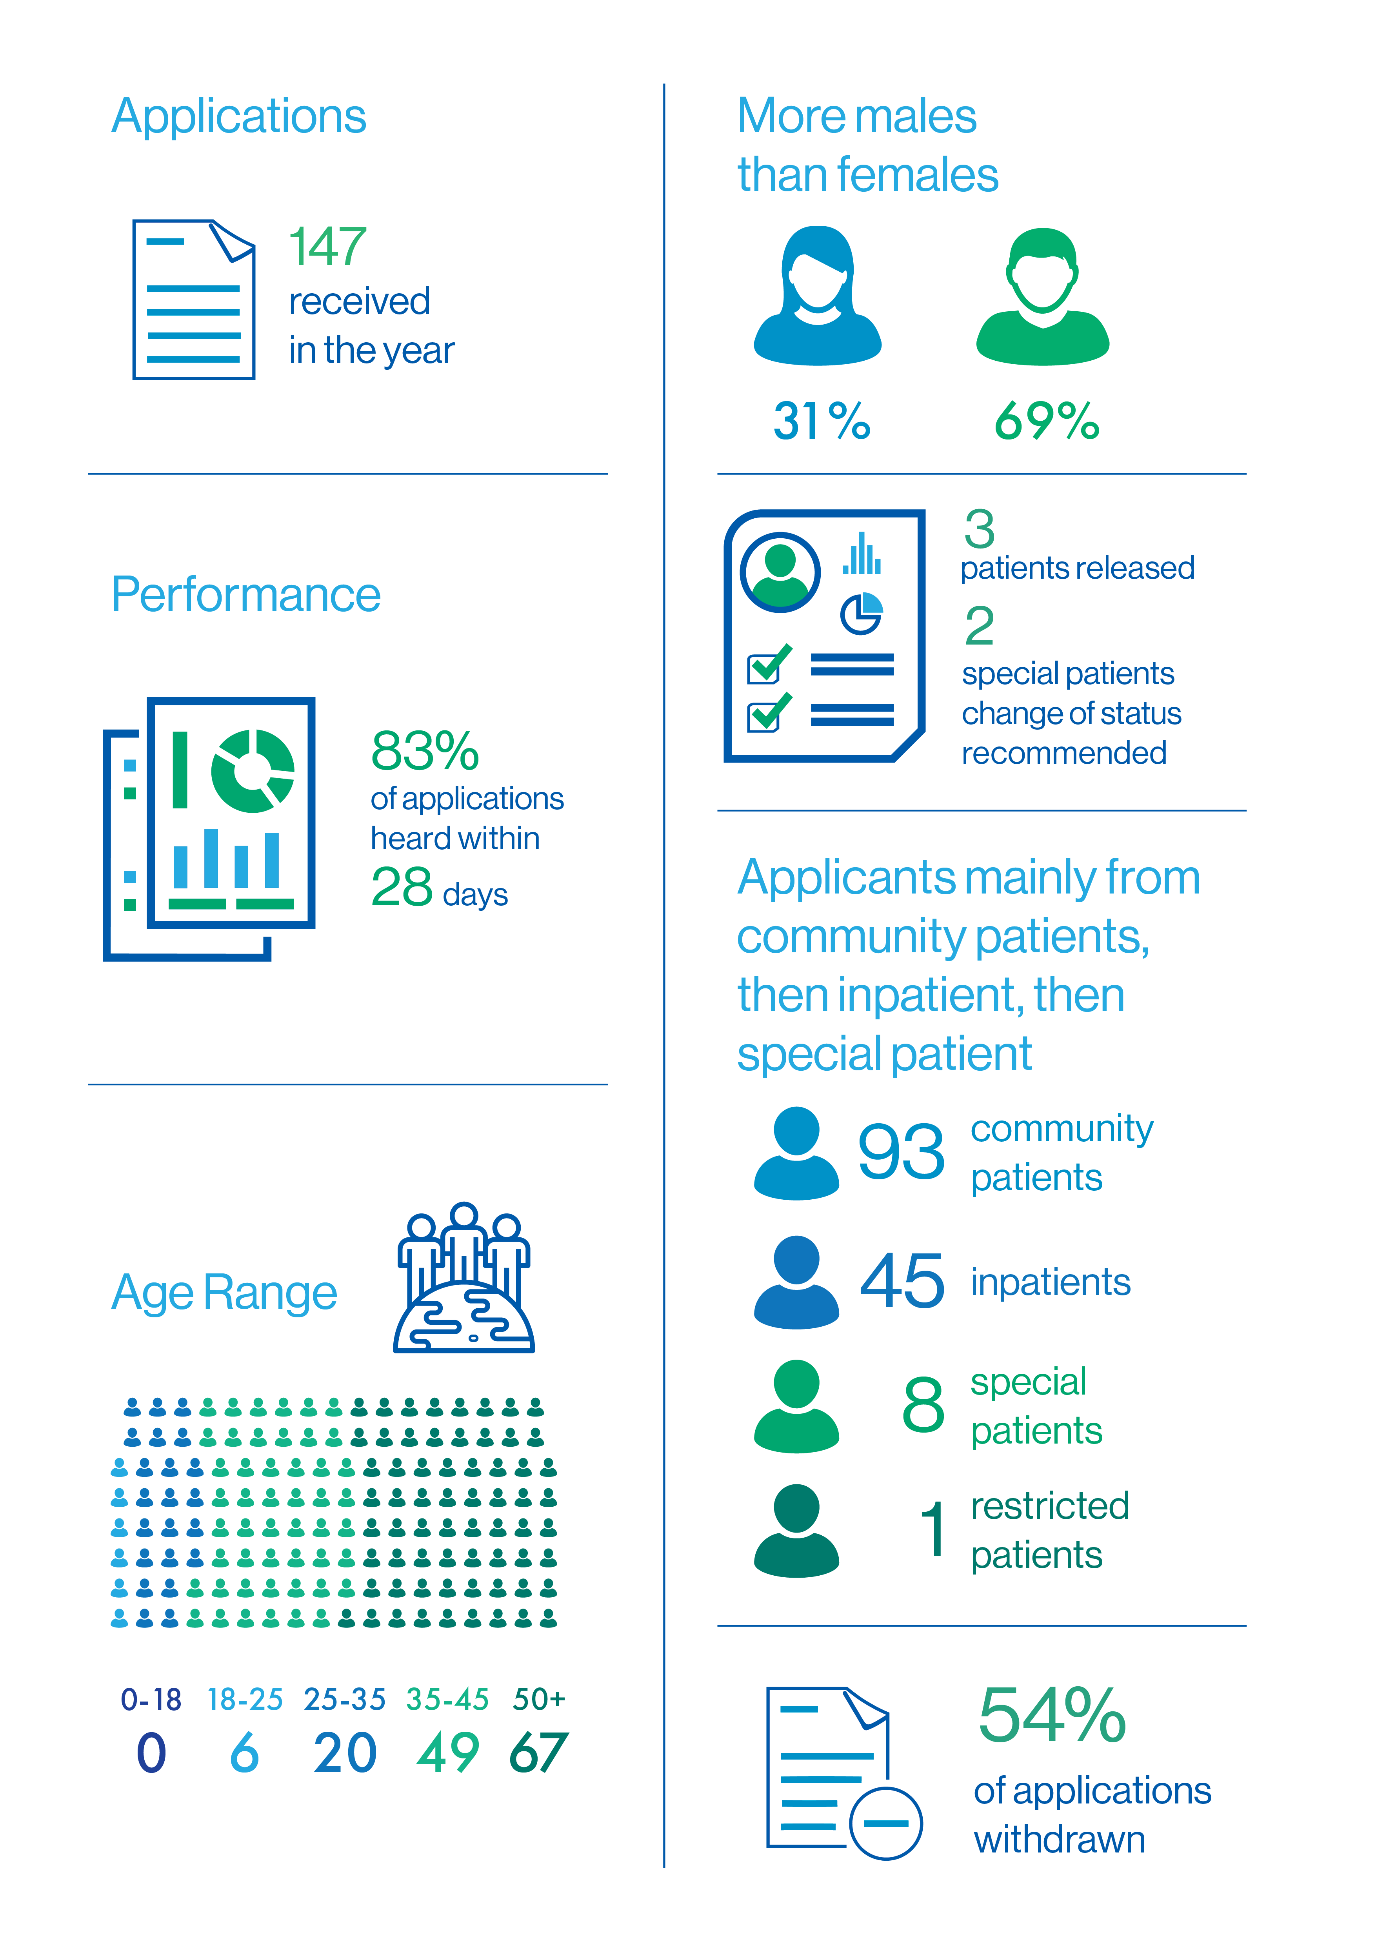 Applications
147
received
in the year
Performance
83%
of applications
heard within
28 days
Age Range
0-18 18-25 25-35 35-45 50+
0 6 20 49 67
More males
than females
31% 69%
3
patients released
2
special patients
change of status
recommended
Applicants mainly from
community patients,
then inpatient, then
special patient
93 community
patients
45 inpatients
8 special
patients
1 restricted
patients
54%
of applications
withdrawn